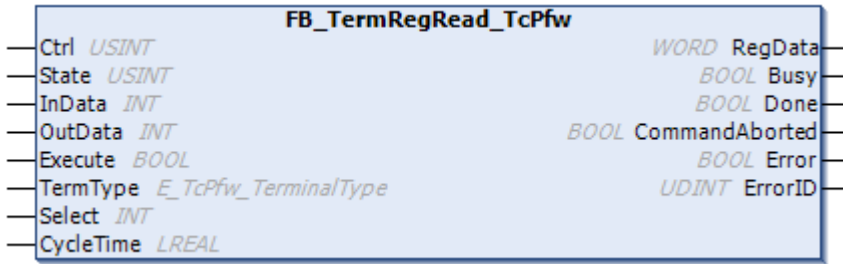 FB_TermRegRead_TcPfw
Ctrl USINT WORD RegData
State USINT BOOL Busy
InData INT BOOL Done
OutData INT BOOL CommandAborted
Execute BOOL BOOL Error
TermType E_TcPfw_TerminalType UDINT ErrorID
Select INT
CycleTime LREAL